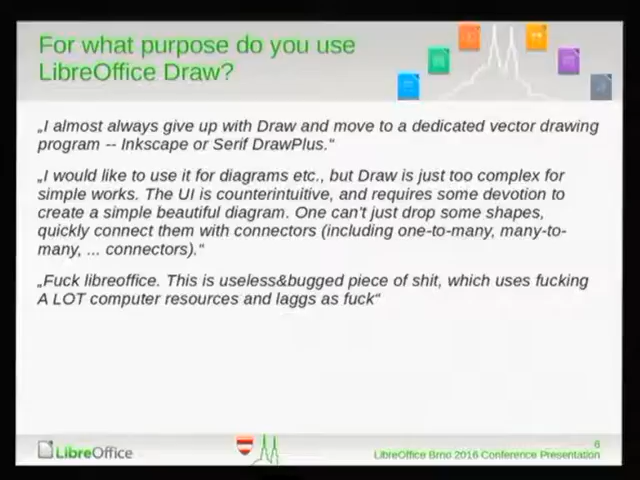 For what purpose do you use
LibreOffice Draw?
„I almost always give up with Draw and move to a dedicated vector drawing
program -- Inkscape or Serif DrawPlus.“
„I would like to use it for diagrams etc., but Draw is just too complex for
simple works. The UI is counterintuitive, and requires some devotion to
create a simple beautiful diagram. One can't just drop some shapes,
quickly connect them with connectors (including one-to-many, many-to-
many, ... connectors).“
„Fuck libreoffice. This is useless&bugged piece of shit, which uses fucking
A LOT computer resources and laggs as fuck“
LibreOffice
6
LibreOffice Brno 2016 Conference Presentation